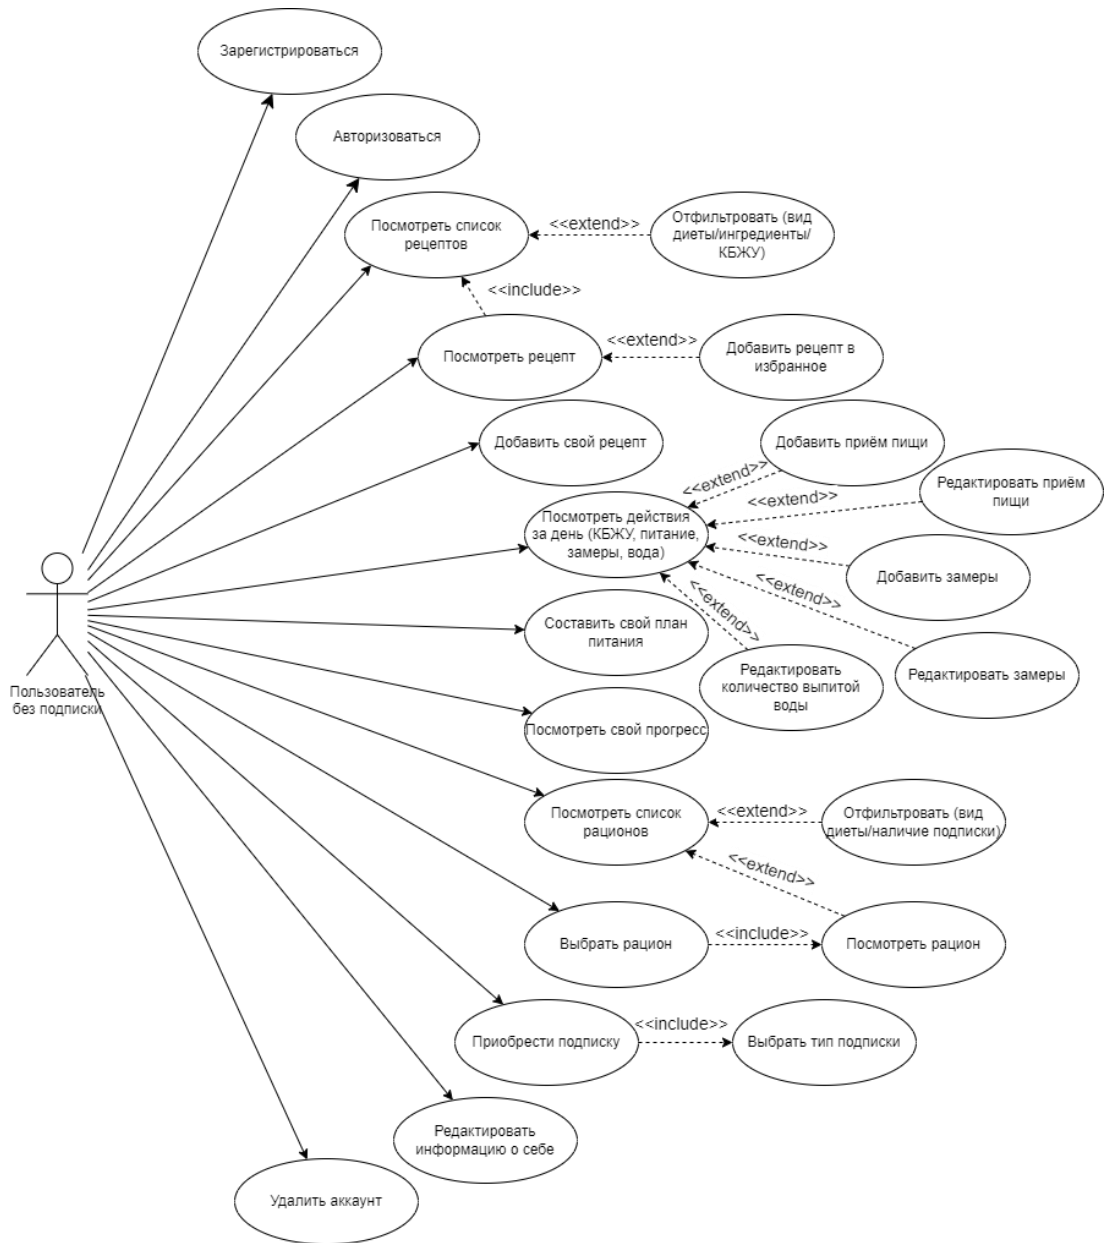 Зарегистрироваться
Авторизоваться
Посмотреть список
рецептов
<<extend>>
Отфильтровать (вид
диеты/ингредиенты/
КБЖУ)
<<include>>
Посмотреть рецепт
<<extend>>
Добавить рецепт в
избранное
Добавить свой рецепт
Добавить приём пищи
<<extend>>
Редактировать приём
пищи
<<extend>>
Посмотреть действия
за день (КБЖУ, питание,
замеры, вода)
<<extend>>
Добавить замеры
<<extend>>
Редактировать замеры
<<extend>>
Редактировать
количество выпитой
воды
Составить свой план
питания
Пользователь
без подписки
Посмотреть свой прогресс
Посмотреть список
рационов
<<extend>>
Отфильтровать (вид
диеты/наличие подписки)
<<extend>>
Выбрать рацион
<<include>>
Посмотреть рацион
Приобрести подписку
<<include>>
Выбрать тип подписки
Редактировать
информацию о себе
Удалить аккаунт